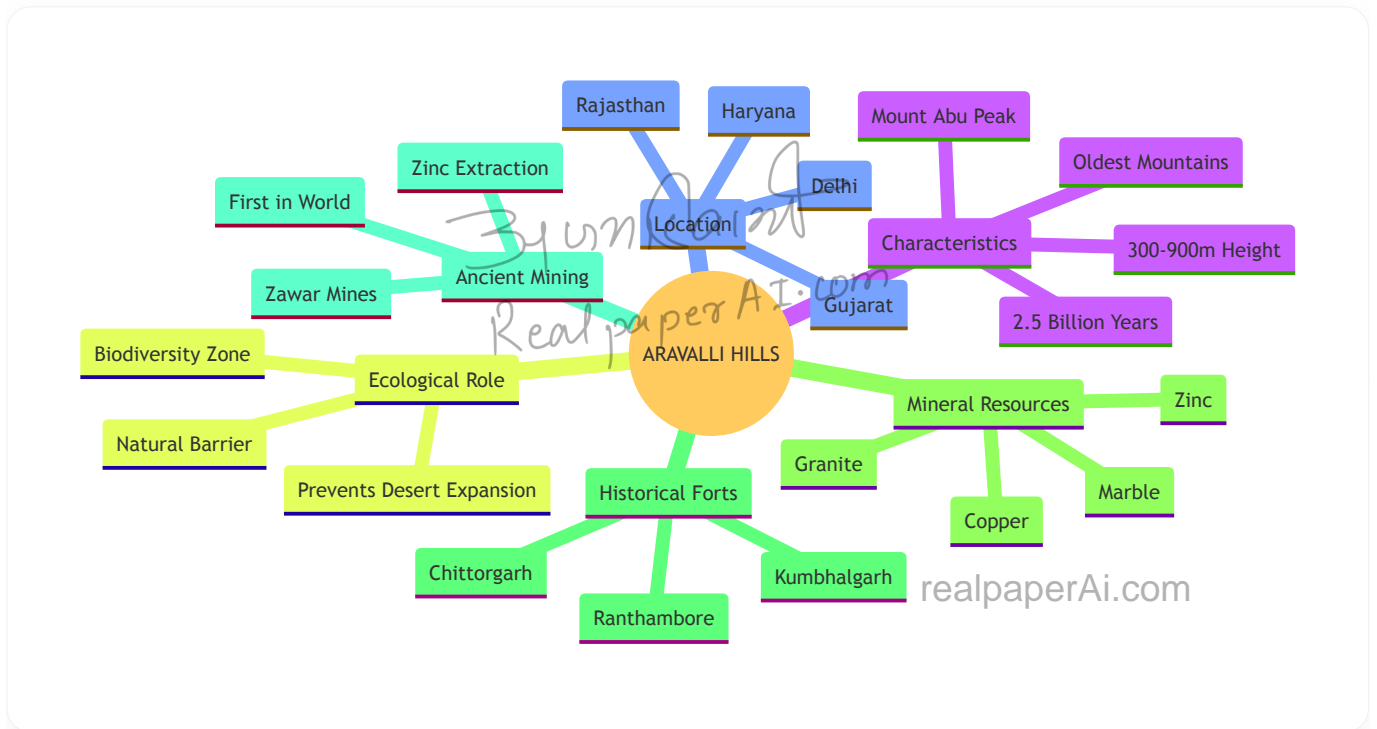 Rajasthan
Haryana
Delhi
Gujarat
Location
Mount Abu Peak
Oldest Mountains
300-900m Height
2.5 Billion Years
Characteristics
Zinc Extraction
First in World
Zawar Mines
Ancient Mining
RealpaperAI.com
ARAVALLI HILLS
Biodiversity Zone
Natural Barrier
Prevents Desert Expansion
Ecological Role
Mineral Resources
Zinc
Granite
Copper
Marble
Historical Forts
Chittorgarh
Ranthambore
Kumbhalgarh
realpaperAi.com